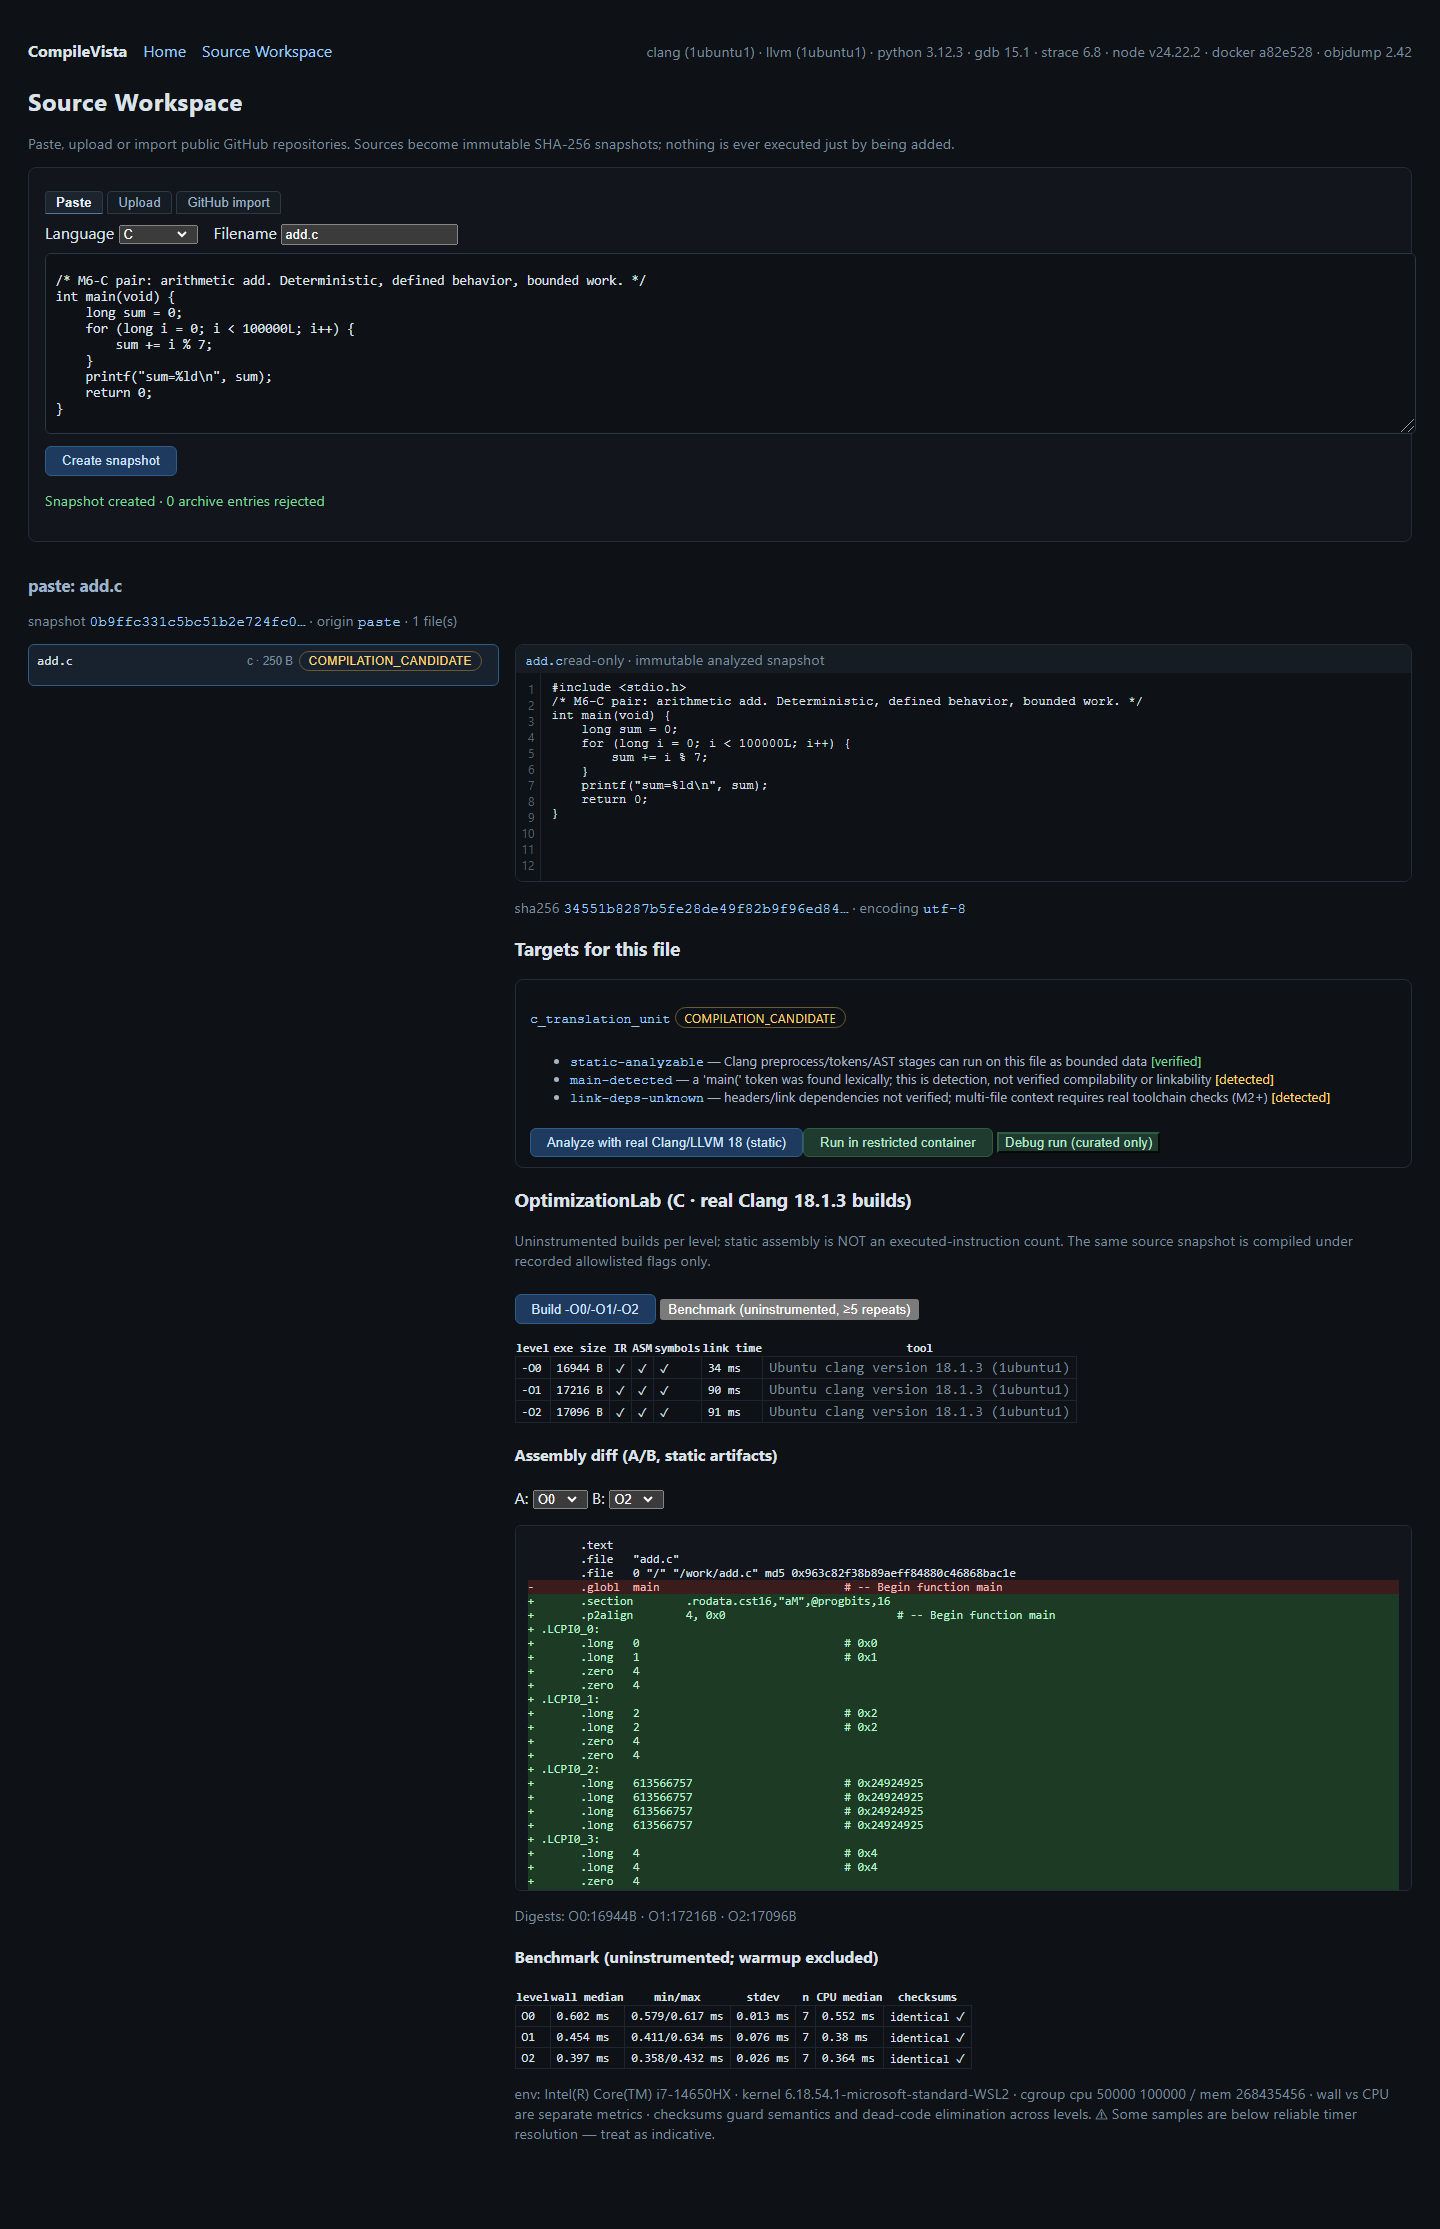 CompileVista Home Source Workspace clang (1ubuntu1) · llvm (1ubuntu1) · python 3.12.3 · gdb 15.1 · strace 6.8 · node v24.22.2 · docker a82e528 · objdump 2.42
Source Workspace
Paste, upload or import public GitHub repositories. Sources become immutable SHA-256 snapshots; nothing is ever executed just by being added.
Paste Upload GitHub import
Language C Filename add.c
/* M6-C pair: arithmetic add. Deterministic, defined behavior, bounded work. */
int main(void) {
    long sum = 0;
    for (long i = 0; i < 100000L; i++) {
        sum += i % 7;
    }
    printf("sum=%ld\n", sum);
    return 0;
}
Create snapshot
Snapshot created · 0 archive entries rejected
paste: add.c
snapshot 0b9ffc331c5bc51b2e724fc0… · origin paste · 1 file(s)
add.c c · 250 B COMPILATION_CANDIDATE
add.cread-only · immutable analyzed snapshot
1 #include <stdio.h>
2 /* M6-C pair: arithmetic add. Deterministic, defined behavior, bounded work. */
3 int main(void) {
4     long sum = 0;
5     for (long i = 0; i < 100000L; i++) {
6         sum += i % 7;
7     }
8     printf("sum=%ld\n", sum);
9     return 0;
10 }
11
12
sha256 34551b8287b5fe28de49f82b9f96ed84… · encoding utf-8
Targets for this file
c_translation_unit COMPILATION_CANDIDATE
• static-analyzable — Clang preprocess/tokens/AST stages can run on this file as bounded data [verified]
• main-detected — a 'main(' token was found lexically; this is detection, not verified compilability or linkability [detected]
• link-deps-unknown — headers/link dependencies not verified; multi-file context requires real toolchain checks (M2+) [detected]
Analyze with real Clang/LLVM 18 (static) Run in restricted container Debug run (curated only)
OptimizationLab (C · real Clang 18.1.3 builds)
Uninstrumented builds per level; static assembly is NOT an executed-instruction count. The same source snapshot is compiled under
recorded allowlisted flags only.
Build -O0/-O1/-O2 Benchmark (uninstrumented, ≥5 repeats)
level exe size IR ASM symbols link time tool
-O0 16944 B ✓ ✓ ✓ 34 ms Ubuntu clang version 18.1.3 (1ubuntu1)
-O1 17216 B ✓ ✓ ✓ 90 ms Ubuntu clang version 18.1.3 (1ubuntu1)
-O2 17096 B ✓ ✓ ✓ 91 ms Ubuntu clang version 18.1.3 (1ubuntu1)
Assembly diff (A/B, static artifacts)
A: O0 B: O2
.text
.file "add.c"
.file 0 "/" "/work/add.c" md5 0x963c82f38b89aeff84880c46868bac1e
- .globl main # -- Begin function main
+ .section .rodata.cst16,"aM",@progbits,16
+ .p2align 4, 0x0 # -- Begin function main
+ .LCPI0_0:
+ .long 0 # 0x0
+ .long 1 # 0x1
+ .zero 4
+ .zero 4
+ .LCPI0_1:
+ .long 2 # 0x2
+ .long 2 # 0x2
+ .zero 4
+ .zero 4
+ .LCPI0_2:
+ .long 613566757 # 0x24924925
+ .long 613566757 # 0x24924925
+ .long 613566757 # 0x24924925
+ .long 613566757 # 0x24924925
+ .LCPI0_3:
+ .long 4 # 0x4
+ .long 4 # 0x4
+ .zero 4
Digests: O0:16944B · O1:17216B · O2:17096B
Benchmark (uninstrumented; warmup excluded)
level wall median min/max stdev n CPU median checksums
O0 0.602 ms 0.579/0.617 ms 0.013 ms 7 0.552 ms identical ✓
O1 0.454 ms 0.411/0.634 ms 0.076 ms 7 0.38 ms identical ✓
O2 0.397 ms 0.358/0.432 ms 0.026 ms 7 0.364 ms identical ✓
env: Intel(R) Core(TM) i7-14650HX · kernel 6.18.54.1-microsoft-standard-WSL2 · cgroup cpu 50000 100000 / mem 268435456 · wall vs CPU
are separate metrics · checksums guard semantics and dead-code elimination across levels. ⚠ Some samples are below reliable timer
resolution — treat as indicative.